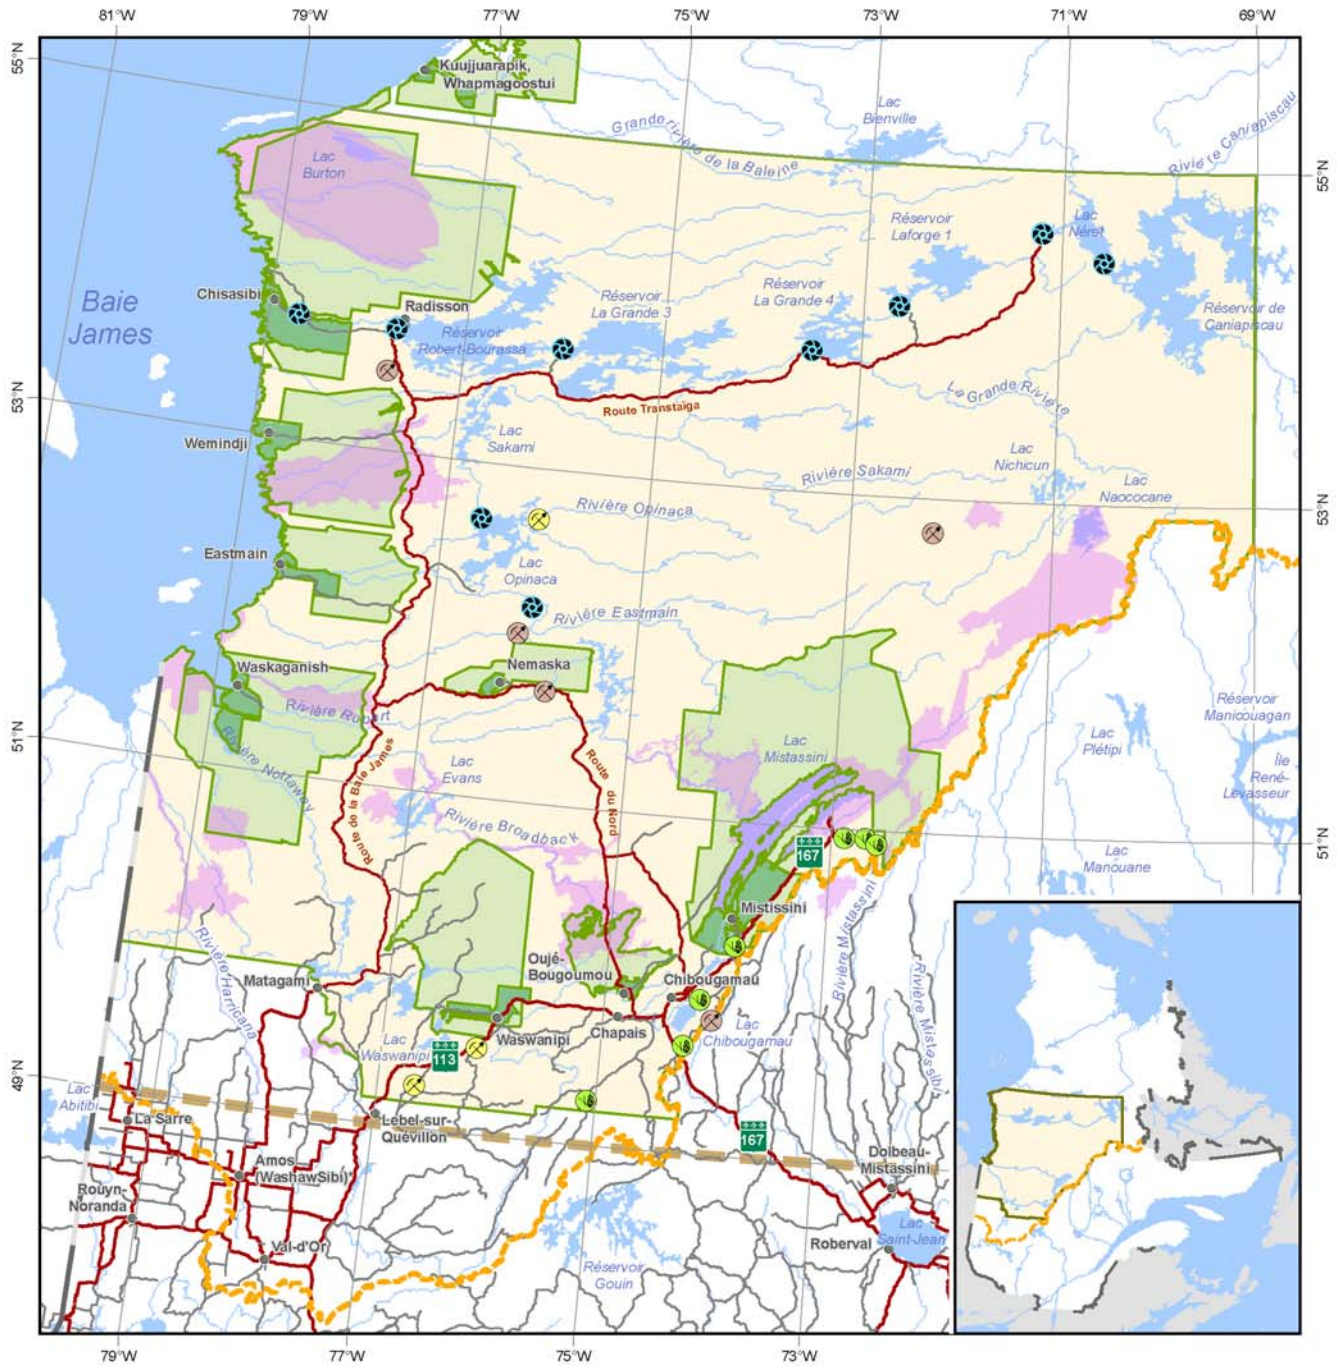 81°W 79°W 77°W 75°W 73°W 71°W 69°W
55°N
Kuujjuarapik,
Whapmagoostui
Lac
Bienville
Grande rivière de la Baleine
Rivière Caniapiscau
55°N
Lac
Burton
Réservoir
Laforge 1
Lac
Néret
Baie
James
Chisasibi
Radisson
Réservoir
Robert-Bourassa
Réservoir
La Grande 3
Réservoir
La Grande 4
Réservoir de
Caniapiscau
53°N
Route Transtaïga
La Grande Rivière
Wemindji
Lac
Sakami
Rivière Sakami
Lac
Nichicun
Lac
Naococane
53°N
Rivière Opinaca
Eastmain
Lac
Opinaca
Rivière Eastmain
Waskaganish
Nemaska
Rivière Rupert
Rivière Nottaway
51°N
Réservoir
Manicouagan
Lac
Plétipi
Île
René-
Levasseur
Lac
Mistassini
Lac
Evans
Route de la Baie James
Route du Nord
Rivière Broadback
167
51°N
Lac
Manouane
Mistissini
Rivière Mistassini
Rivière Mistassibi
Rivière Harricana
Matagami
Oujé-
Bougoumou
Chibougamau
Waswanipi
Chapais
Lac
Chibougamau
Lac
Waswanipi
113
49°N
Lac
Abitibi
La Sarre
Lebel-sur-
Quévillon
167
Amos
(WashawSibi)*
Dolbeau-
Mistassini
Rouyn-
Noranda
Val-d'Or
Roberval
Lac
Saint-Jean
Réservoir
Gouin
79°W 77°W 75°W 73°W